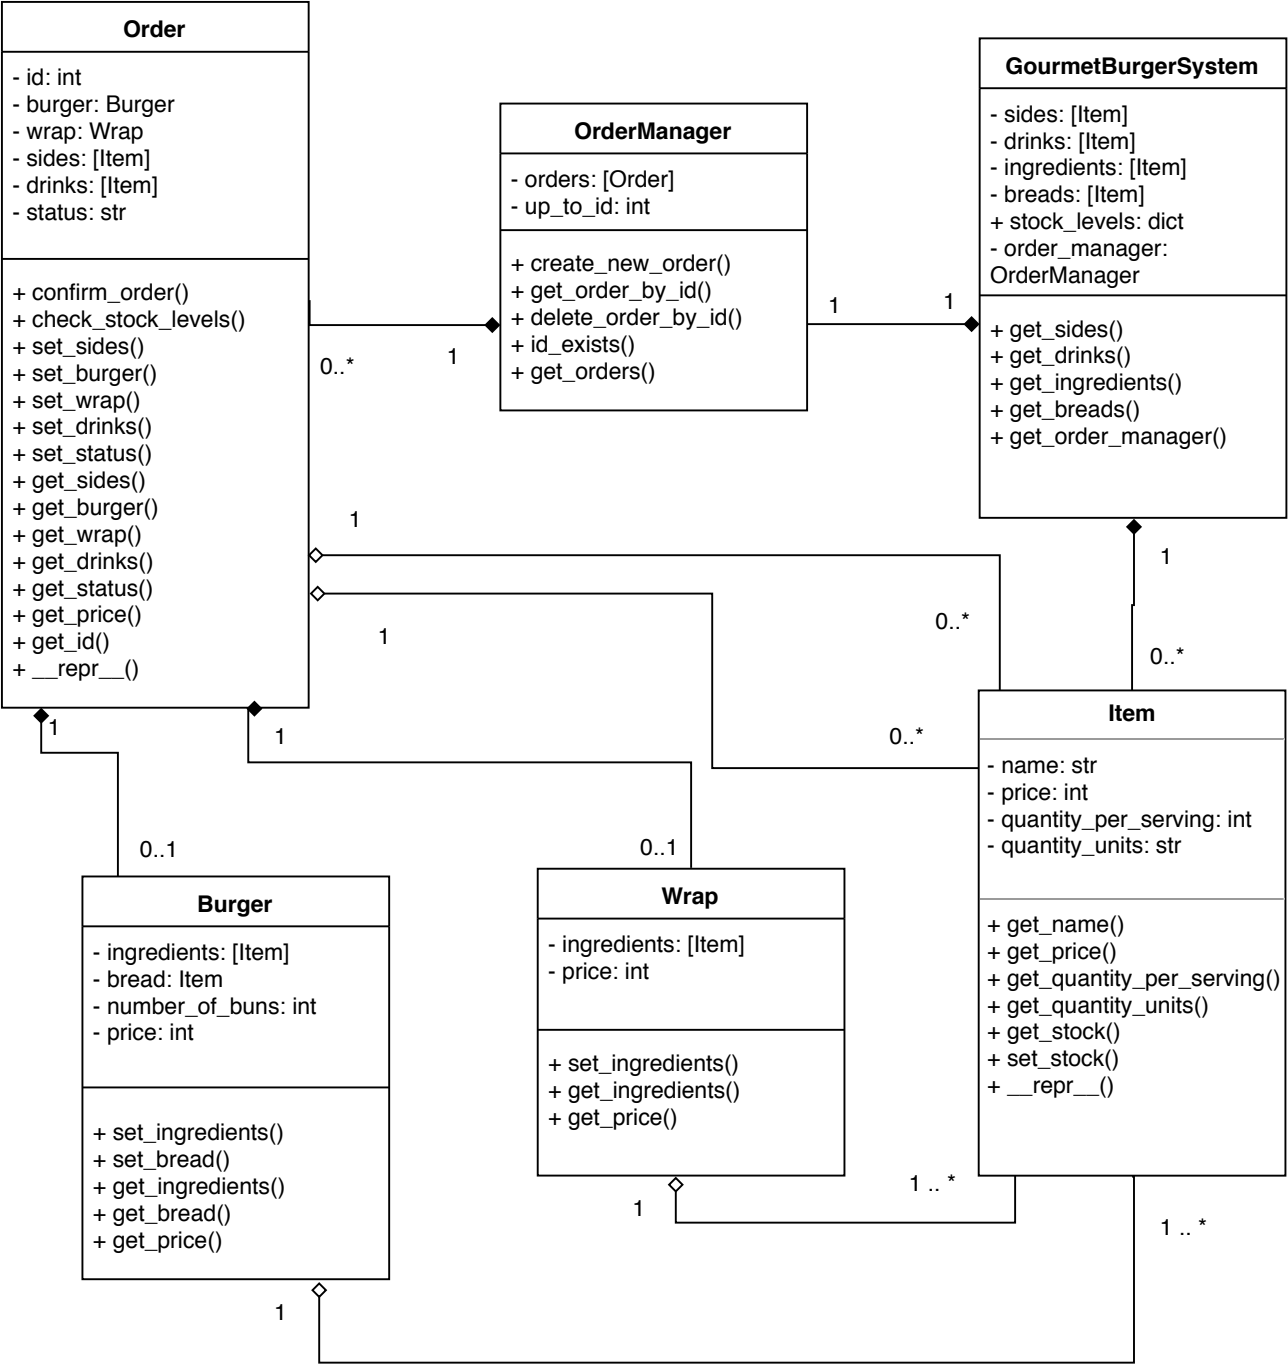 Order
- id: int
- burger: Burger
- wrap: Wrap
- sides: [Item]
- drinks: [Item]
- status: str
+ confirm_order()
+ check_stock_levels()
+ set_sides()
+ set_burger()
+ set_wrap()
+ set_drinks()
+ set_status()
+ get_sides()
+ get_burger()
+ get_wrap()
+ get_drinks()
+ get_status()
+ get_price()
+ get_id()
+ __repr__()
OrderManager
- orders: [Order]
- up_to_id: int
+ create_new_order()
+ get_order_by_id()
+ delete_order_by_id()
+ id_exists()
+ get_orders()
GourmetBurgerSystem
- sides: [Item]
- drinks: [Item]
- ingredients: [Item]
- breads: [Item]
+ stock_levels: dict
- order_manager:
OrderManager
+ get_sides()
+ get_drinks()
+ get_ingredients()
+ get_breads()
+ get_order_manager()
0..*
1
1
1
1
1
1
0..*
0..*
0..*
1
1
1
0..1
0..1
Burger
- ingredients: [Item]
- bread: Item
- number_of_buns: int
- price: int
+ set_ingredients()
+ set_bread()
+ get_ingredients()
+ get_bread()
+ get_price()
Wrap
- ingredients: [Item]
- price: int
+ set_ingredients()
+ get_ingredients()
+ get_price()
Item
- name: str
- price: int
- quantity_per_serving: int
- quantity_units: str
+ get_name()
+ get_price()
+ get_quantity_per_serving()
+ get_quantity_units()
+ get_stock()
+ set_stock()
+ __repr__()
1
1 .. *
1 .. *
1